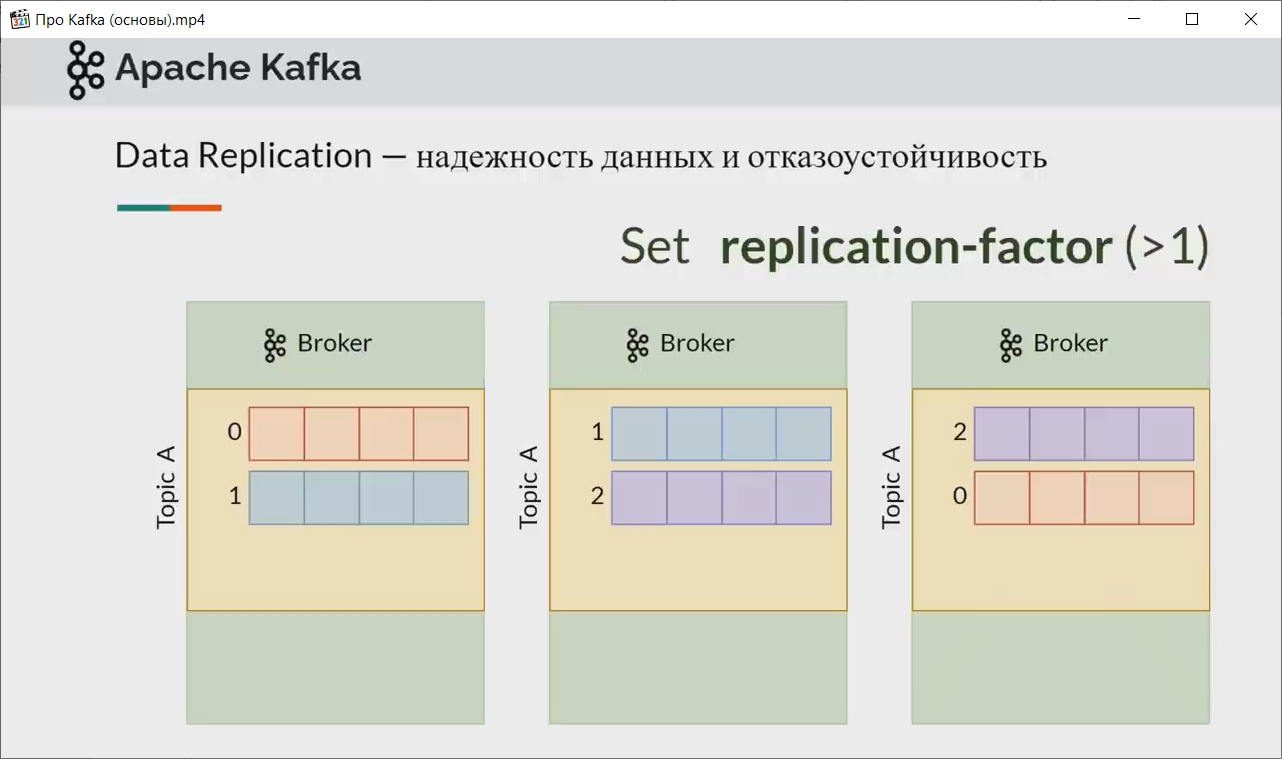 Про Kafka (основы).mp4
Apache Kafka
Data Replication — надежность данных и отказоустойчивость
Set replication-factor (>1)
Broker
Topic A
0
1
Broker
Topic A
1
2
Broker
Topic A
2
0